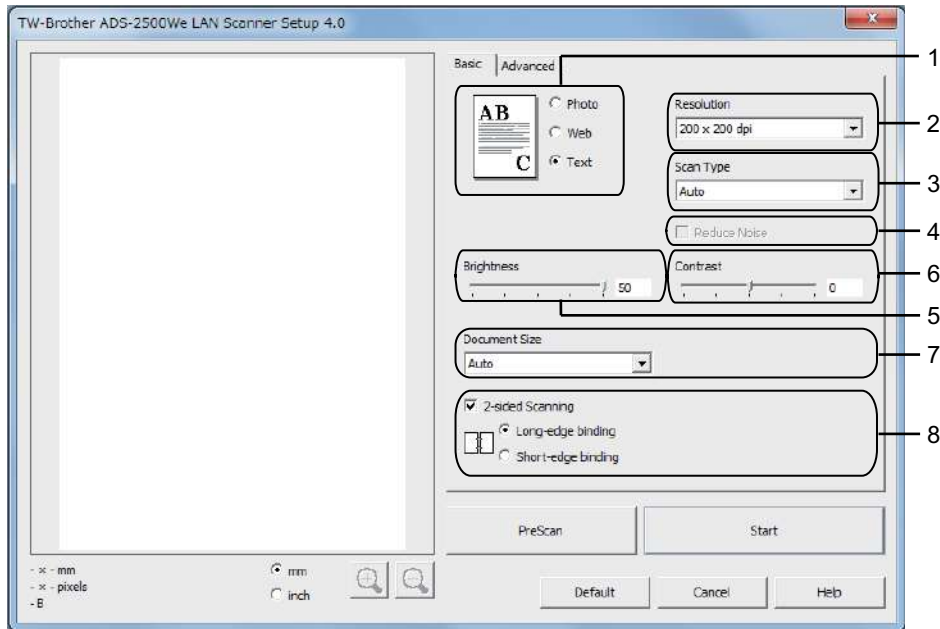 TW-Brother ADS-2500We LAN Scanner Setup 4.0
Basic
Advanced
1
AB
C
Photo
Web
Text
Resolution
200 x 200 dpi
2
Scan Type
Auto
3
Reduce Noise
4
Brightness
50
5
Contrast
0
6
Document Size
Auto
7
2-sided Scanning
Long-edge binding
Short-edge binding
8
PreScan
Start
- x - mm
- x - pixels
- B
mm
inch
Default
Cancel
Help